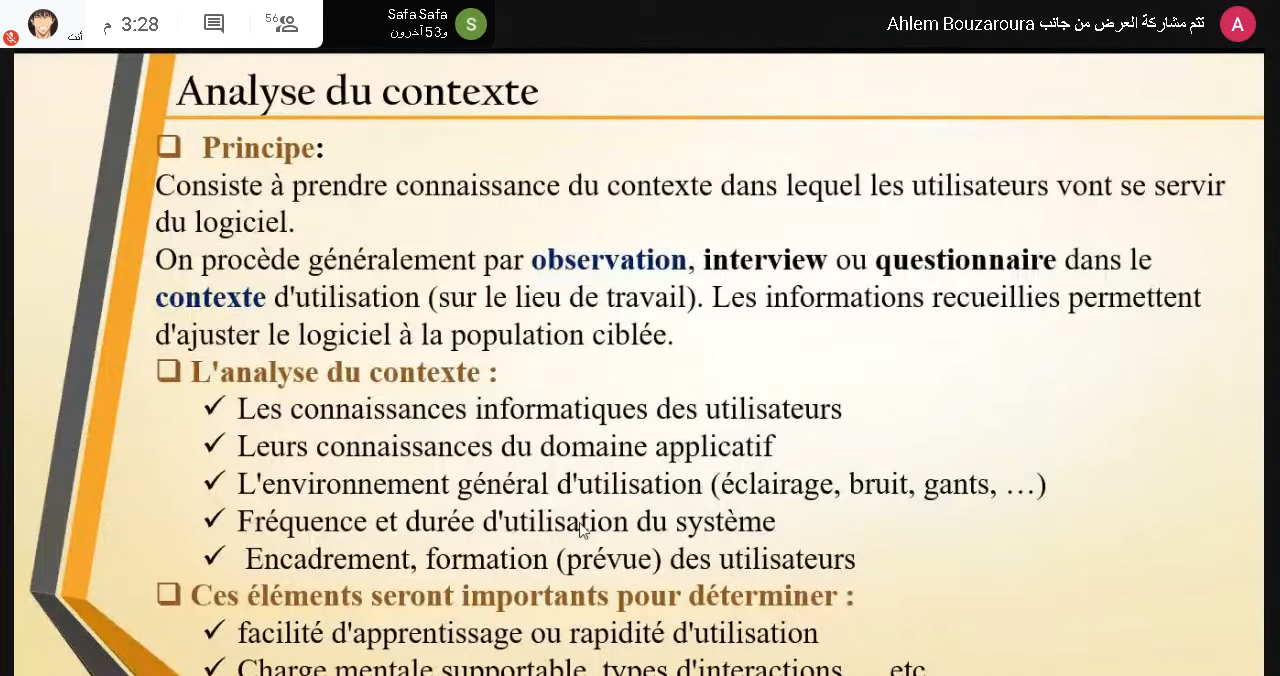 أنت
3:28 م
56
Safa Safa
و53 آخرون
S
تتم مشاركة العرض من جانب Ahlem Bouzaroura
A
Analyse du contexte
Principe:
Consiste à prendre connaissance du contexte dans lequel les utilisateurs vont se servir
du logiciel.
On procède généralement par observation, interview ou questionnaire dans le
contexte d'utilisation (sur le lieu de travail). Les informations recueillies permettent
d'ajuster le logiciel à la population ciblée.
L'analyse du contexte :
Les connaissances informatiques des utilisateurs
Leurs connaissances du domaine applicatif
L'environnement général d'utilisation (éclairage, bruit, gants, …)
Fréquence et durée d'utilisation du système
Encadrement, formation (prévue) des utilisateurs
Ces éléments seront importants pour déterminer :
facilité d'apprentissage ou rapidité d'utilisation
Charge mentale supportable, types d'interactions, … etc